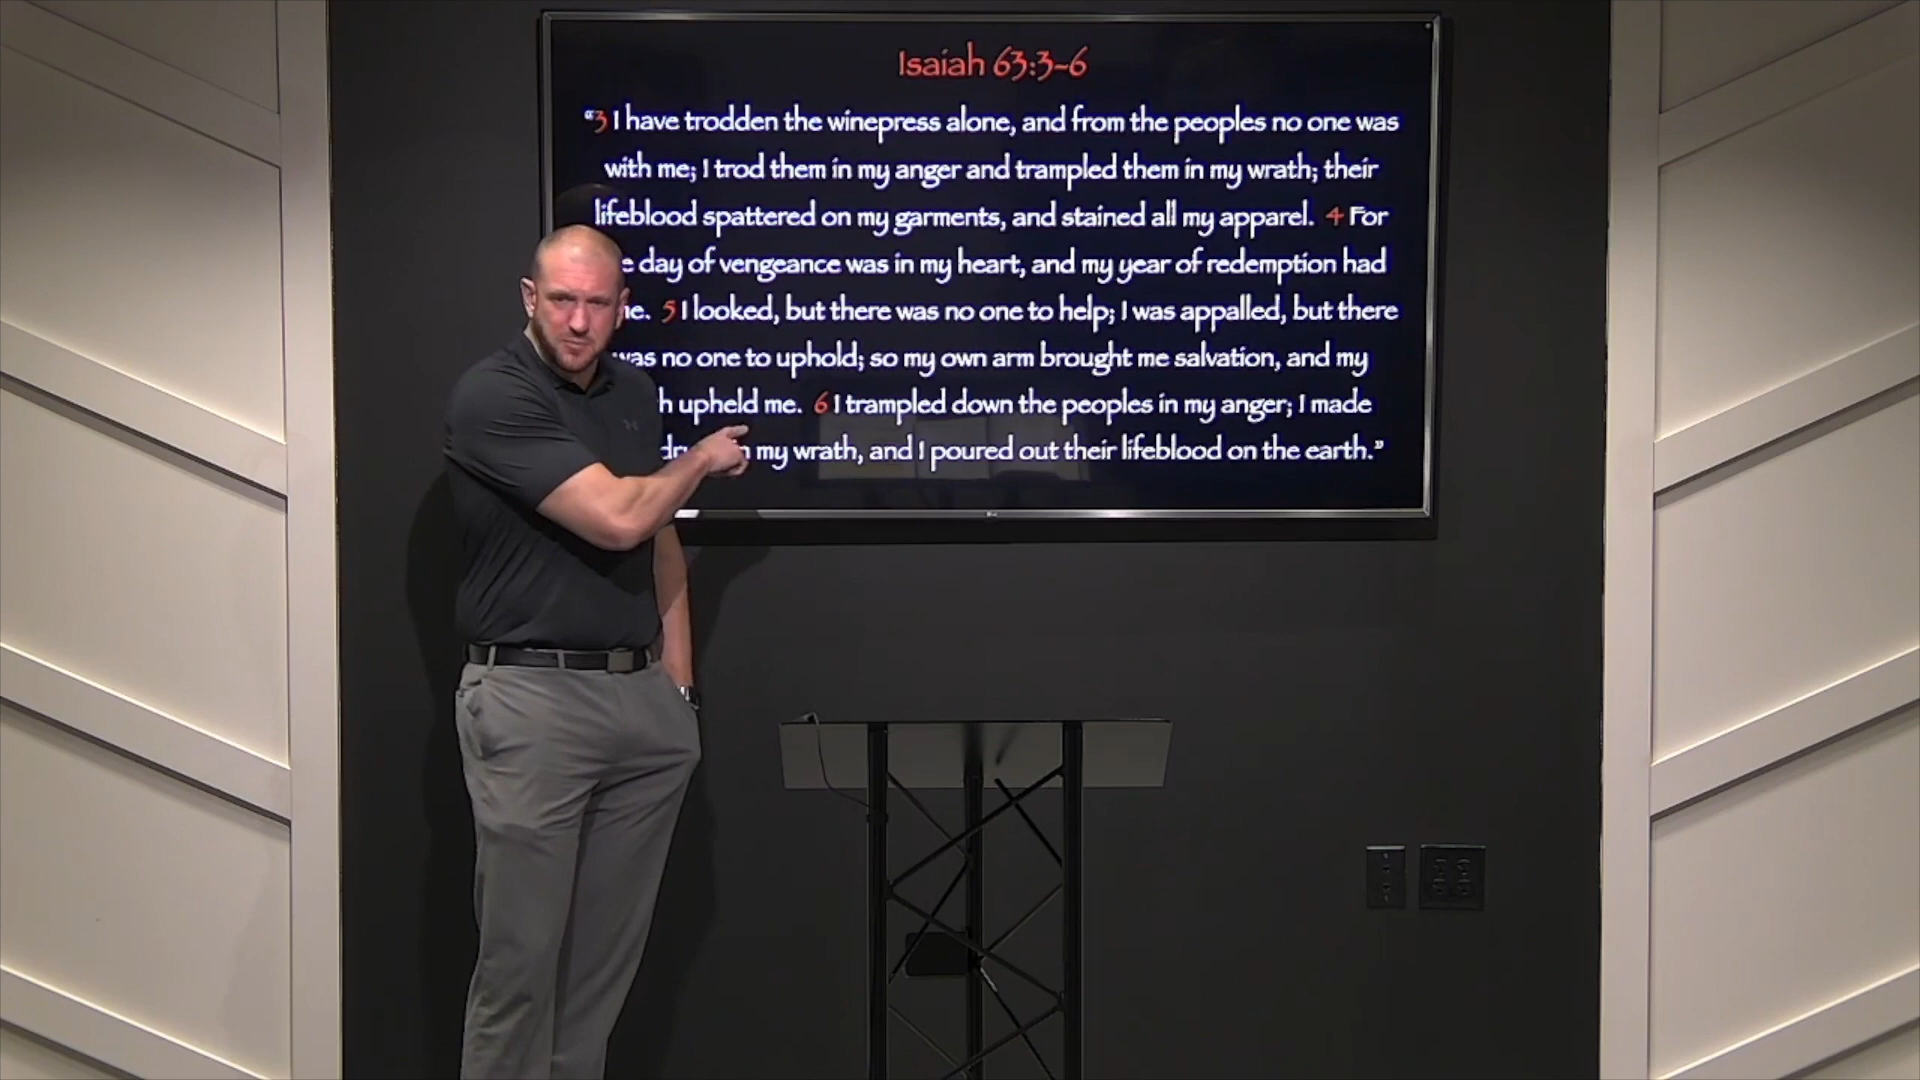 Isaiah 63:3-6
“3 I have trodden the winepress alone, and from the peoples no one was
with me; I trod them in my anger and trampled them in my wrath; their
lifeblood spattered on my garments, and stained all my apparel. 4 For
day of vengeance was in my heart, and my year of redemption had
5 I looked, but there was no one to help; I was appalled, but there
was no one to uphold; so my own arm brought me salvation, and my
upheld me. 6 I trampled down the peoples in my anger; I made
my wrath, and I poured out their lifeblood on the earth.”